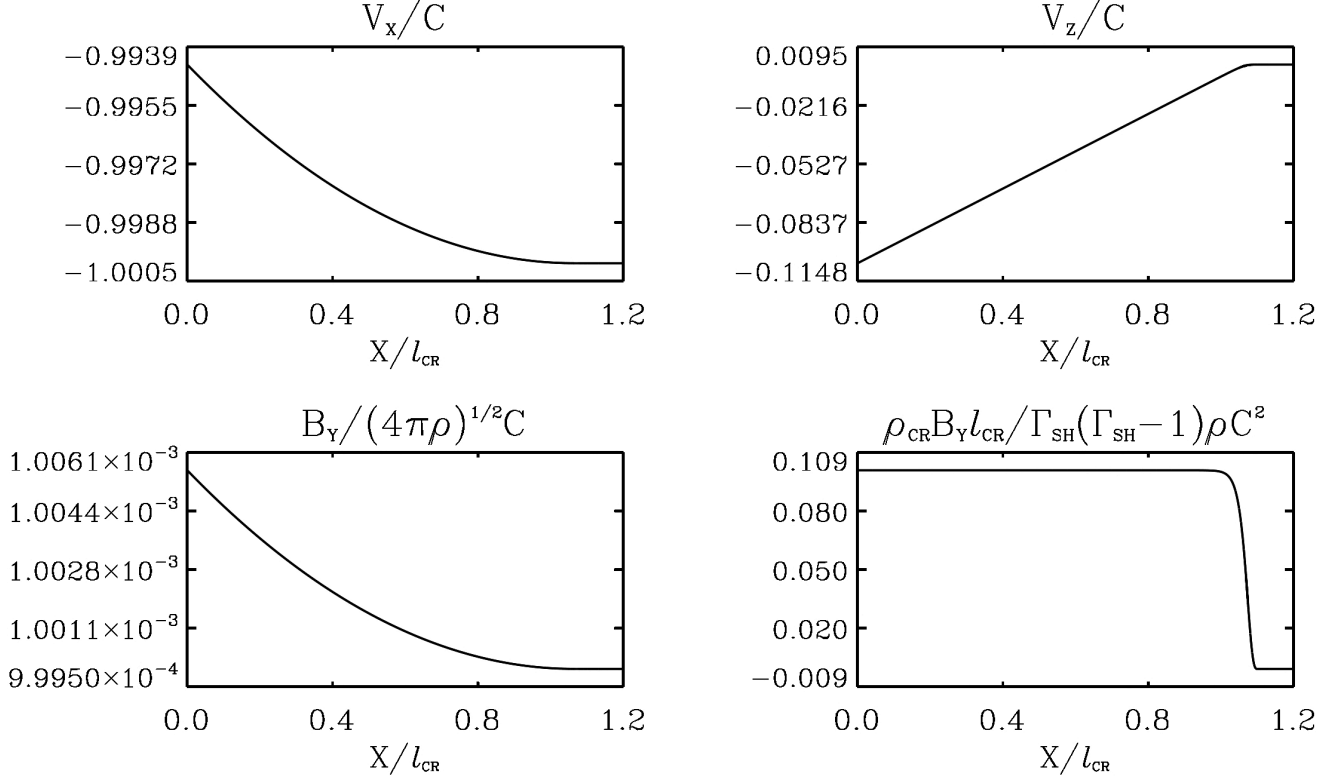 V_X/C
−0.9939
−0.9955
−0.9972
−0.9988
−1.0005
0.0 0.4 0.8 1.2
X/l_CR
V_Z/C
0.0095
−0.0216
−0.0527
−0.0837
−0.1148
0.0 0.4 0.8 1.2
X/l_CR
B_Y/(4πρ)^{1/2}C
1.0061×10^{−3}
1.0044×10^{−3}
1.0028×10^{−3}
1.0011×10^{−3}
9.9950×10^{−4}
0.0 0.4 0.8 1.2
X/l_CR
ρ_CR B_Y l_CR/Γ_SH(Γ_SH−1)ρC²
0.109
0.080
0.050
0.020
−0.009
0.0 0.4 0.8 1.2
X/l_CR